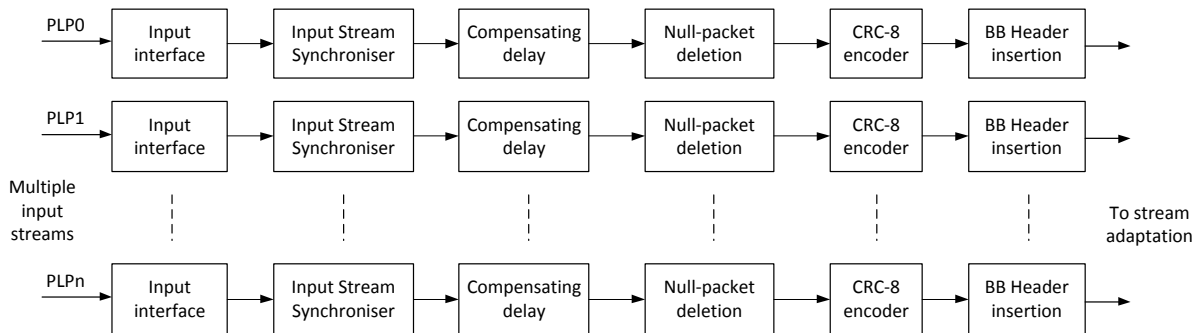 PLP0
Input
interface
Input Stream
Synchroniser
Compensating
delay
Null-packet
deletion
CRC-8
encoder
BB Header
insertion
PLP1
Input
interface
Input Stream
Synchroniser
Compensating
delay
Null-packet
deletion
CRC-8
encoder
BB Header
insertion
Multiple
input
streams
To stream
adaptation
PLPn
Input
interface
Input Stream
Synchroniser
Compensating
delay
Null-packet
deletion
CRC-8
encoder
BB Header
insertion